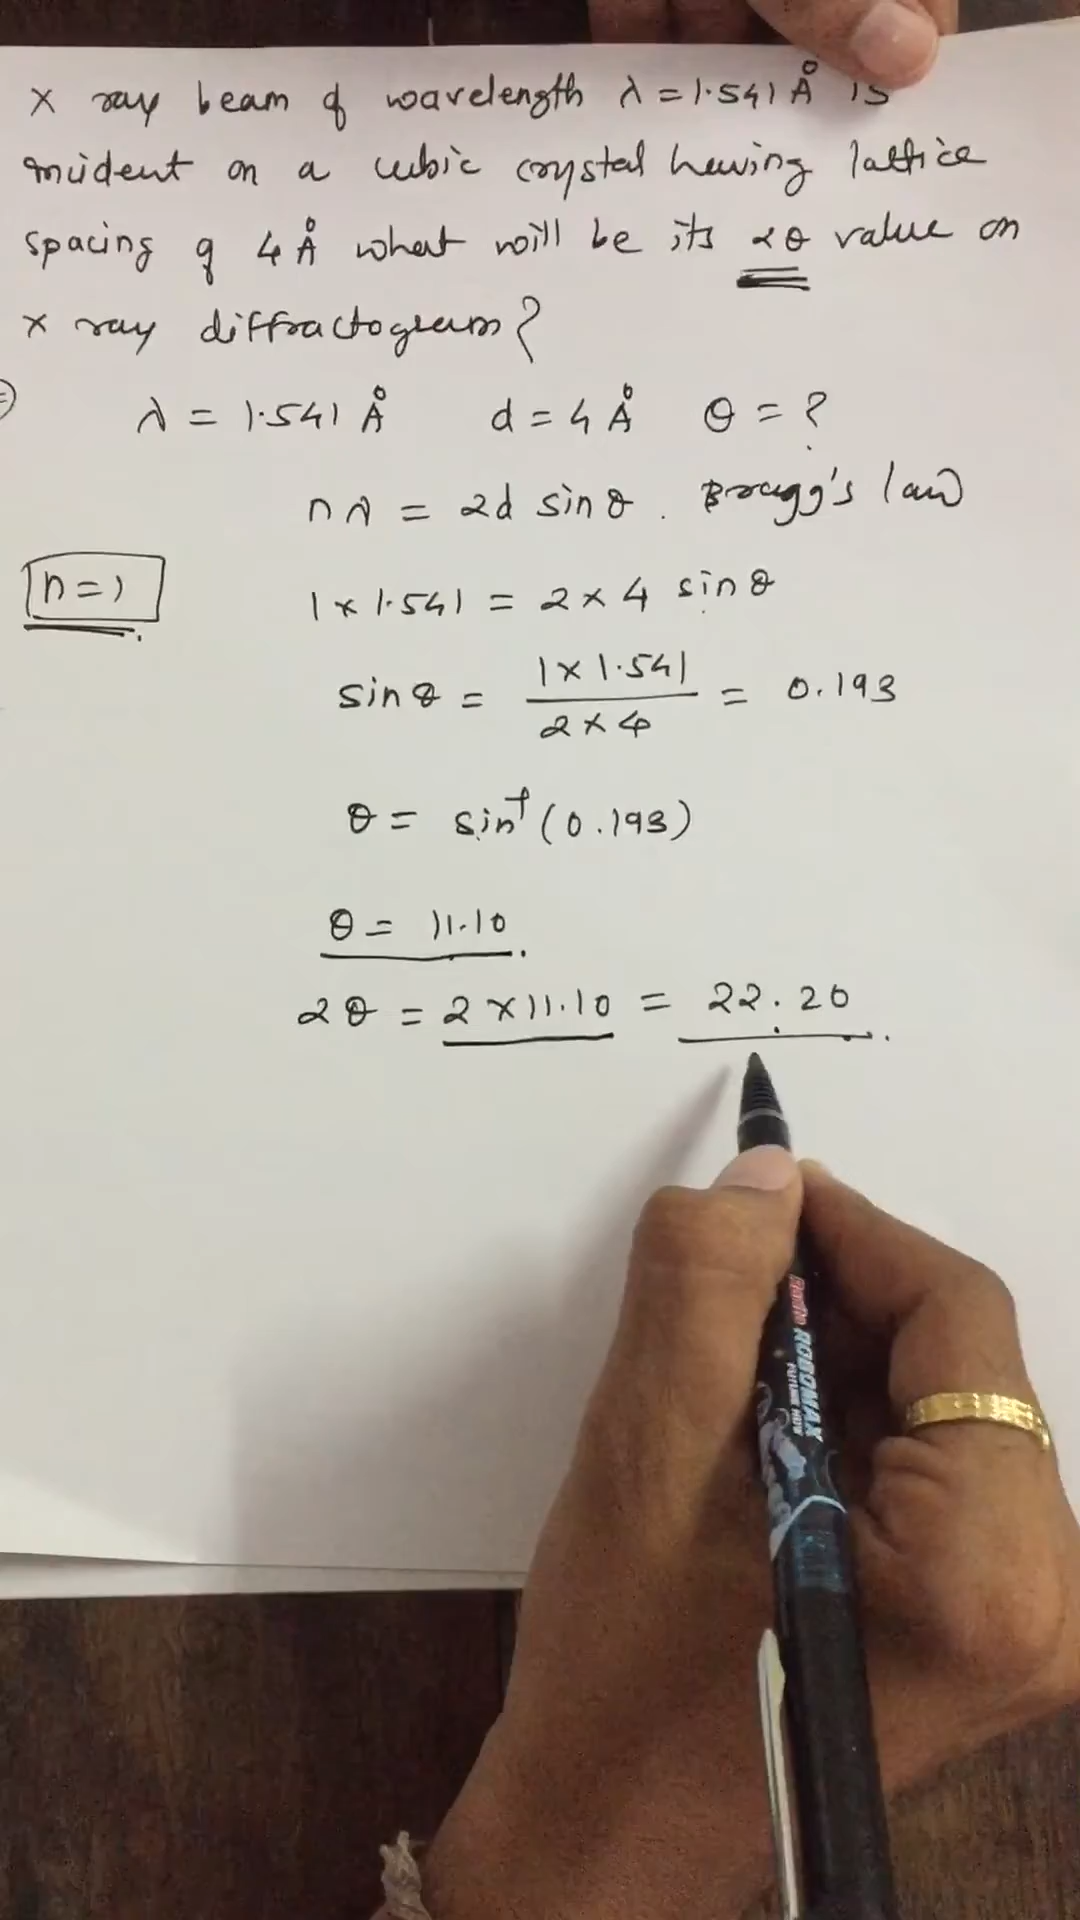 X ray beam of wavelength λ = 1.541 Å is
incident on a cubic crystal having lattice
spacing of 4 Å what will be its 2θ value on
X ray diffractogram?
λ = 1.541 Å d = 4 Å θ = ?
nλ = 2d sinθ. Bragg's law
n = 1
1 × 1.541 = 2 × 4 sinθ
sinθ = 1 × 1.541 / 2 × 4 = 0.193
θ = sin⁻¹(0.193)
θ = 11.10.
2θ = 2 × 11.10 = 22.20.
ROBOMAX